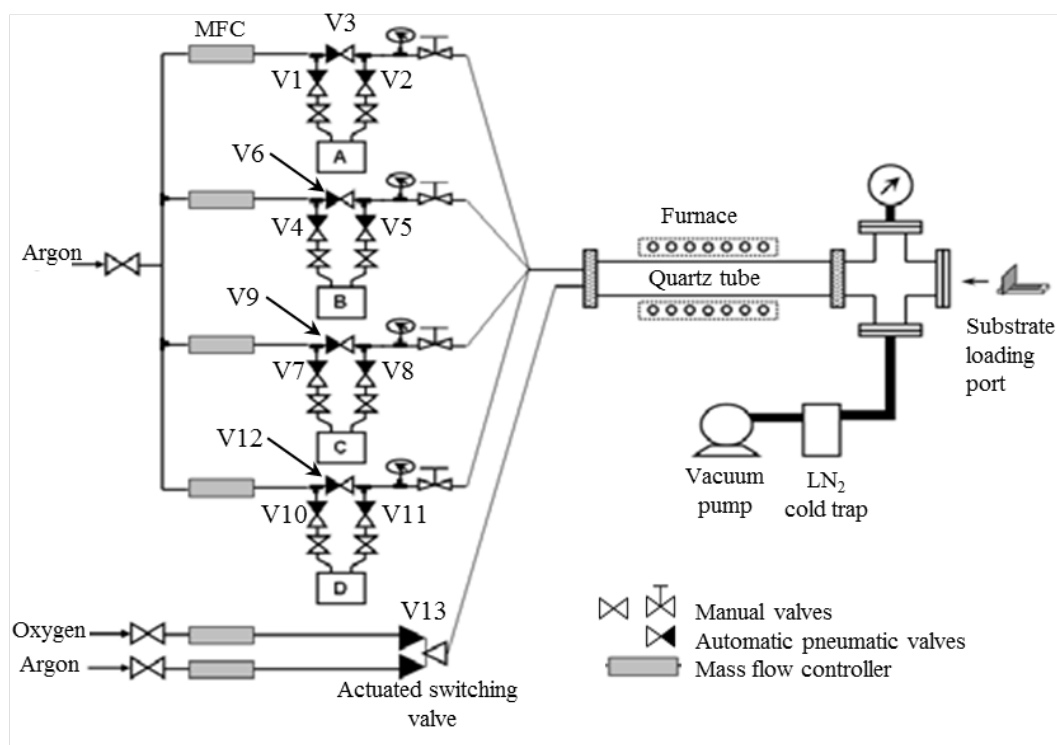 MFC
V3
V1
V2
A
V6
V4
V5
B
Argon
V9
V7
V8
C
V12
V10
V11
D
V13
Oxygen
Argon
Actuated switching
valve
Furnace
Quartz tube
Substrate
loading
port
Vacuum
pump
LN₂
cold trap
Manual valves
Automatic pneumatic valves
Mass flow controller